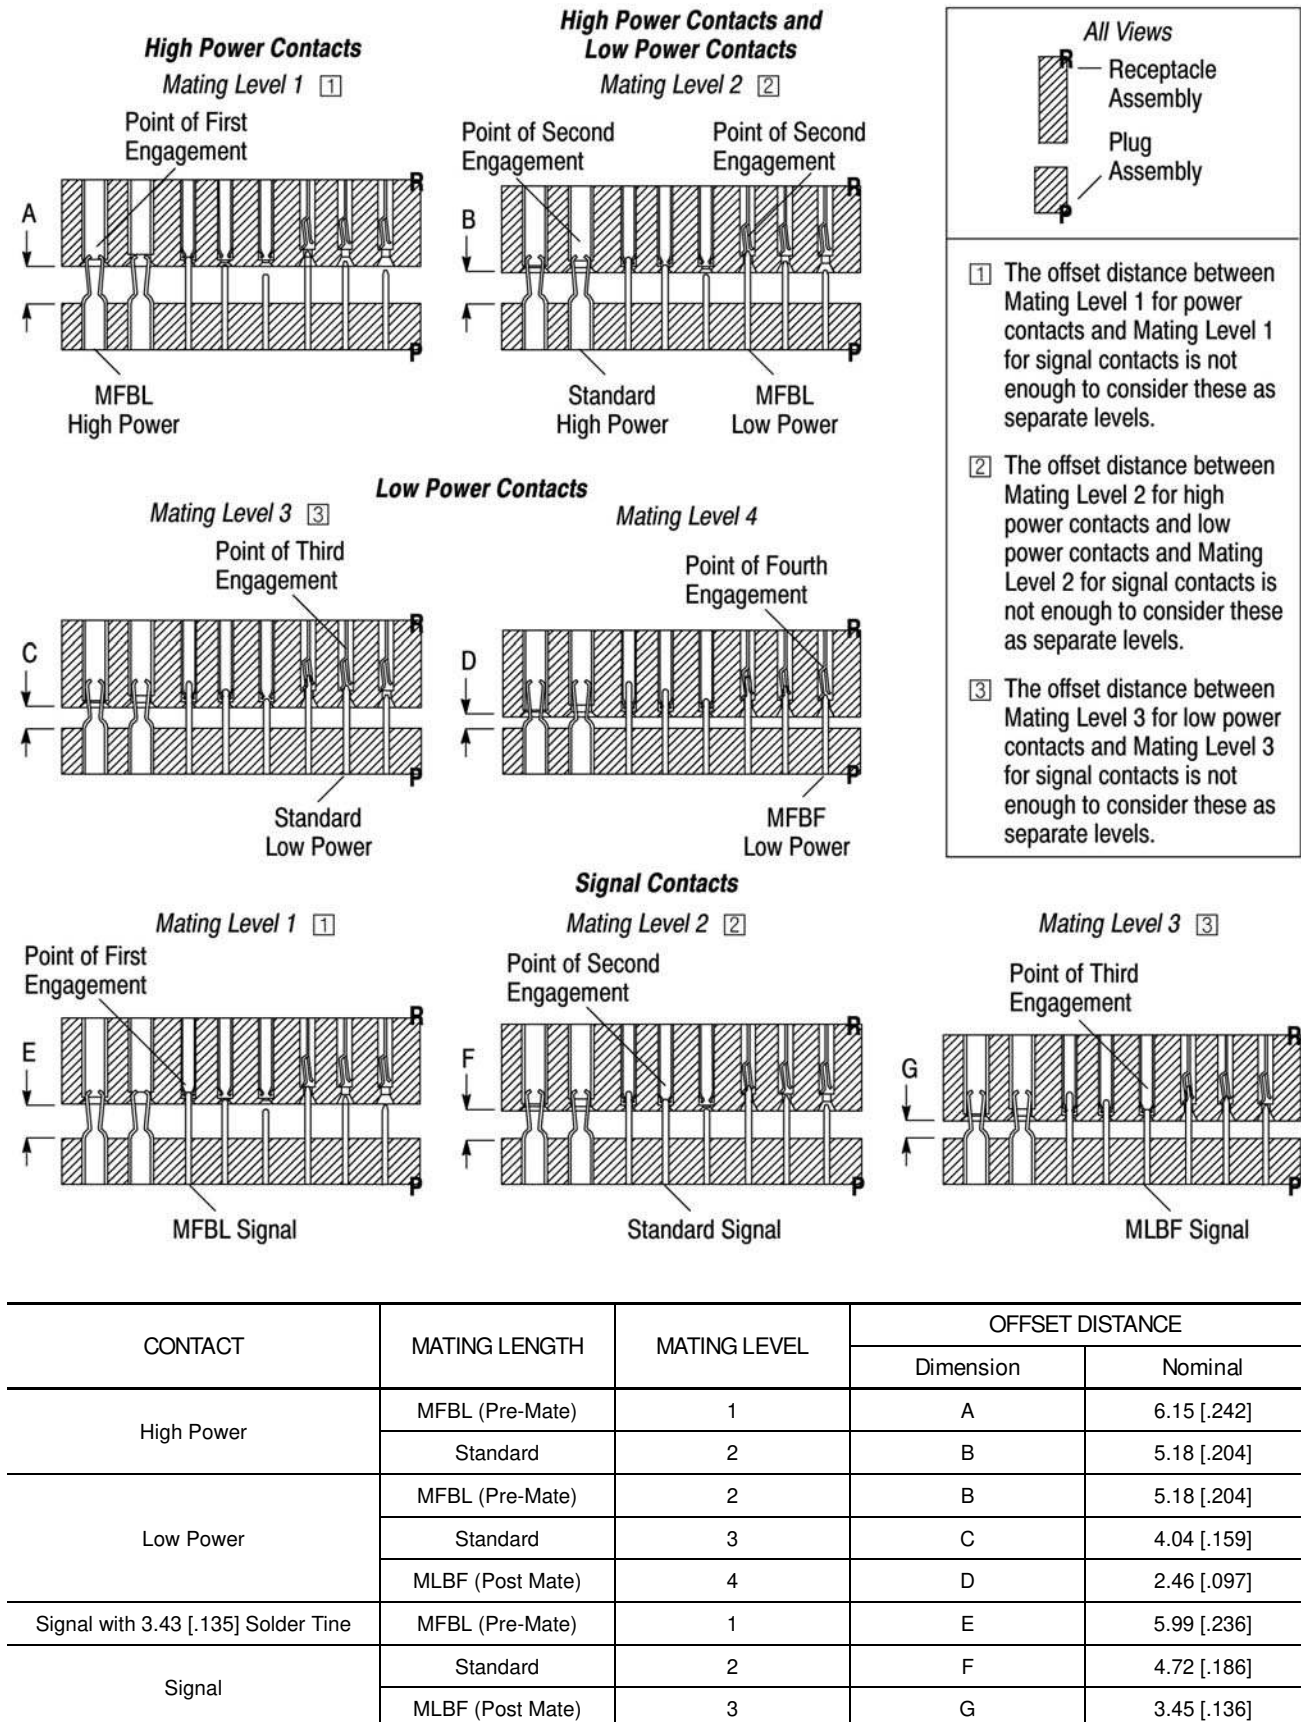 High Power Contacts
Mating Level 1 [1]
Point of First
Engagement
A
R
P
MFBL
High Power
High Power Contacts and
Low Power Contacts
Mating Level 2 [2]
Point of Second
Engagement
Point of Second
Engagement
B
R
P
Standard
High Power
MFBL
Low Power
All Views
R
Receptacle
Assembly
Plug
Assembly
P
[1] The offset distance between
Mating Level 1 for power
contacts and Mating Level 1
for signal contacts is not
enough to consider these as
separate levels.
[2] The offset distance between
Mating Level 2 for high
power contacts and low
power contacts and Mating
Level 2 for signal contacts is
not enough to consider these
as separate levels.
[3] The offset distance between
Mating Level 3 for low power
contacts and Mating Level 3
for signal contacts is not
enough to consider these as
separate levels.
Low Power Contacts
Mating Level 3 [3]
Point of Third
Engagement
C
R
P
Standard
Low Power
Mating Level 4
Point of Fourth
Engagement
D
R
P
MFBF
Low Power
Signal Contacts
Mating Level 1 [1]
Point of First
Engagement
E
R
P
MFBL Signal
Mating Level 2 [2]
Point of Second
Engagement
F
R
P
Standard Signal
Mating Level 3 [3]
Point of Third
Engagement
G
R
P
MLBF Signal
CONTACT MATING LENGTH MATING LEVEL OFFSET DISTANCE
Dimension Nominal
High Power MFBL (Pre-Mate) 1 A 6.15 [.242]
Standard 2 B 5.18 [.204]
Low Power MFBL (Pre-Mate) 2 B 5.18 [.204]
Standard 3 C 4.04 [.159]
MLBF (Post Mate) 4 D 2.46 [.097]
Signal with 3.43 [.135] Solder Tine MFBL (Pre-Mate) 1 E 5.99 [.236]
Signal Standard 2 F 4.72 [.186]
MLBF (Post Mate) 3 G 3.45 [.136]